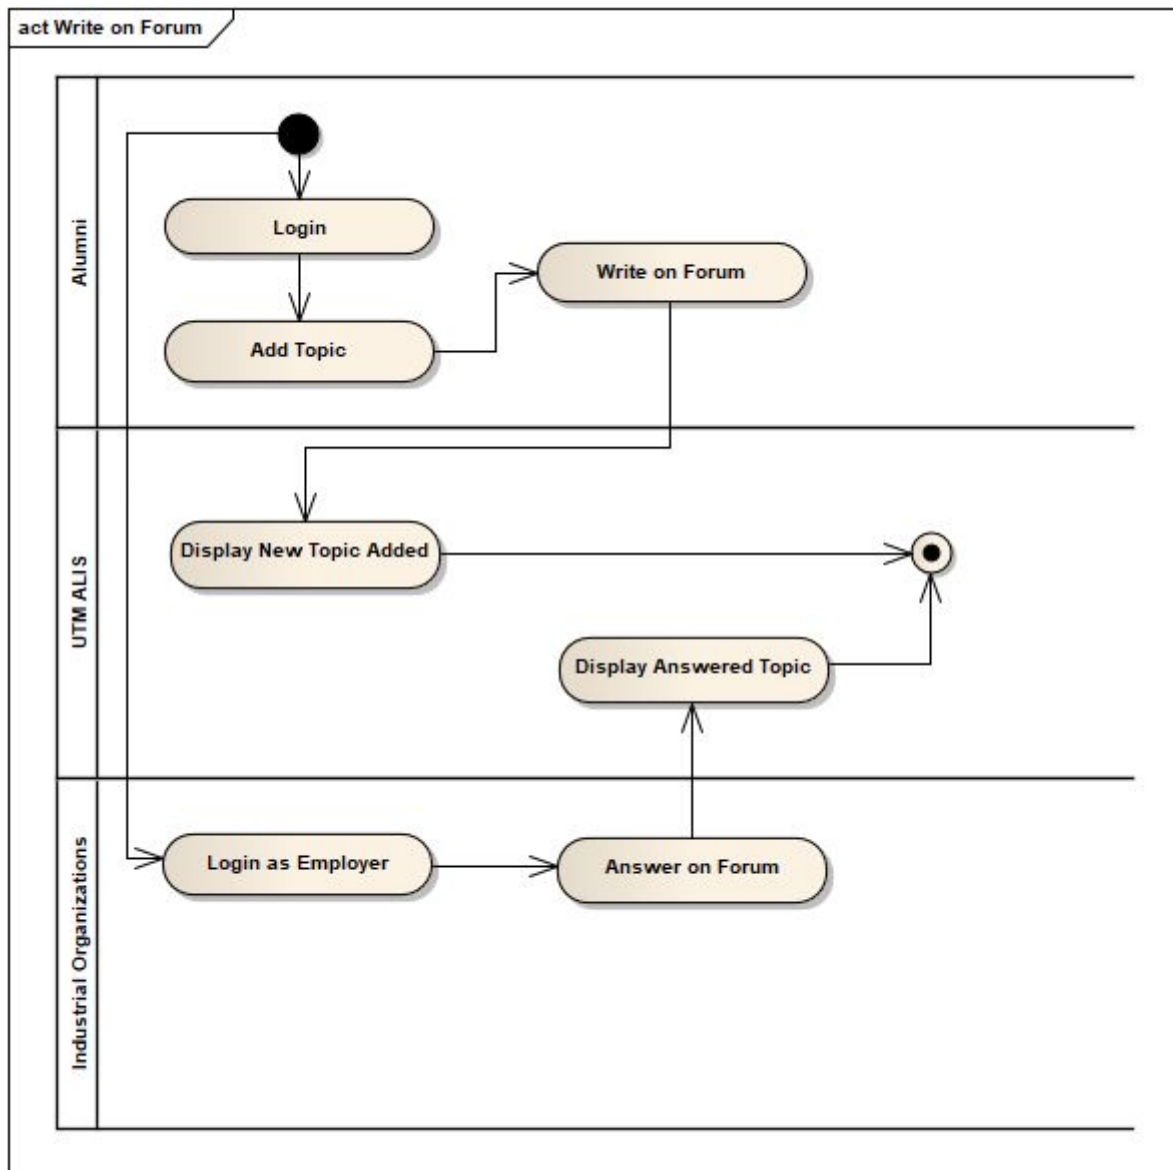 act Write on Forum
Alumni
Login
Write on Forum
Add Topic
UTM ALIS
Display New Topic Added
Display Answered Topic
Industrial Organizations
Login as Employer
Answer on Forum